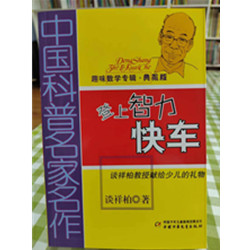 中国科普名家名作
趣味数学专辑·典藏版
登上智力
快车
谈祥柏教授献给少儿的礼物
谈祥柏◎著